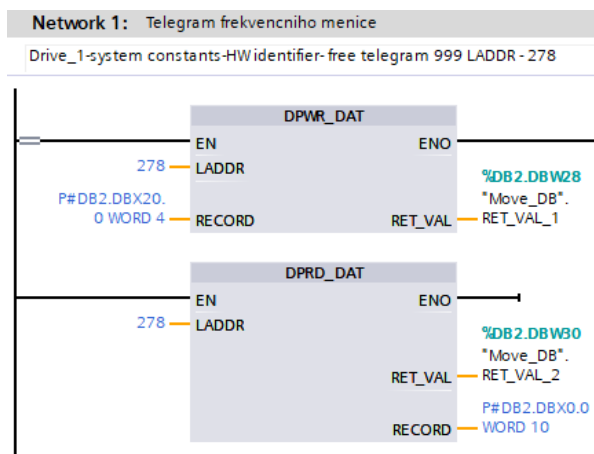 Network 1: Telegram frekvencniho menice
Drive_1-system constants-HW identifier- free telegram 999 LADDR - 278
DPWR_DAT
EN
ENO
278
LADDR
%DB2.DBW28
P#DB2.DBX20.
"Move_DB".
0 WORD 4
RECORD
RET_VAL
RET_VAL_1
DPRD_DAT
EN
ENO
278
LADDR
%DB2.DBW30
"Move_DB".
RET_VAL
RET_VAL_2
P#DB2.DBX0.0
RECORD
WORD 10